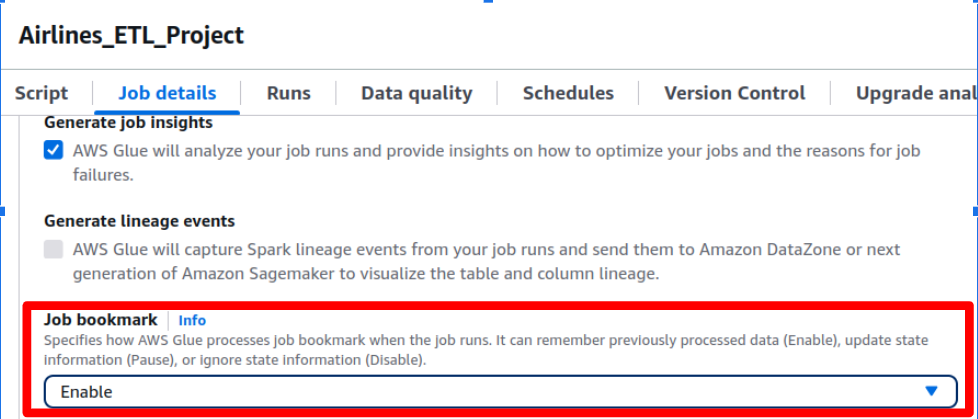 Airlines_ETL_Project
Script
Job details
Runs
Data quality
Schedules
Version Control
Upgrade anal
Generate job insights
AWS Glue will analyze your job runs and provide insights on how to optimize your jobs and the reasons for job
failures.
Generate lineage events
AWS Glue will capture Spark lineage events from your job runs and send them to Amazon DataZone or next
generation of Amazon Sagemaker to visualize the table and column lineage.
Job bookmark Info
Specifies how AWS Glue processes job bookmark when the job runs. It can remember previously processed data (Enable), update state
information (Pause), or ignore state information (Disable).
Enable